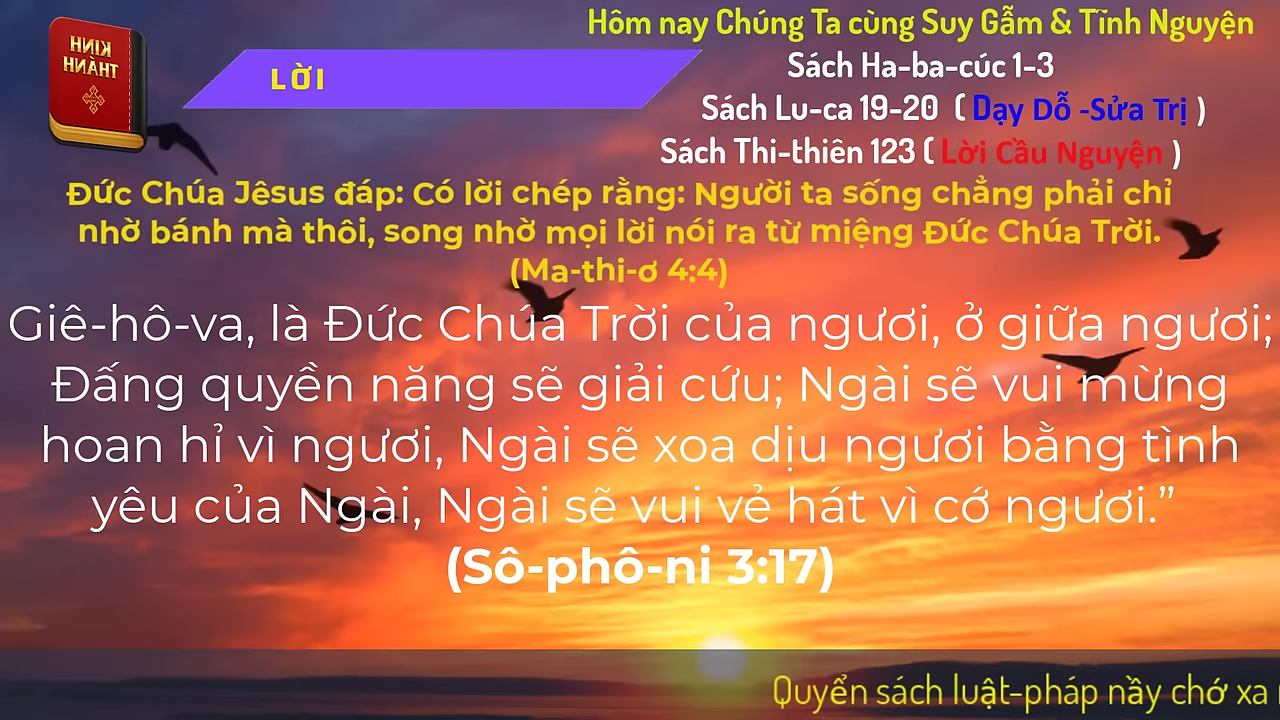 Hôm nay Chúng Ta cùng Suy Gẫm & Tĩnh Nguyện
KINH
THÀNH
LỜI
Sách Ha-ba-cúc 1-3
Sách Lu-ca 19-20 ( Dạy Dỗ -Sửa Trị )
Sách Thi-thiên 123 ( Lời Cầu Nguyện )
Đức Chúa Jêsus đáp: Có lời chép rằng: Người ta sống chẳng phải chỉ
nhờ bánh mà thôi, song nhờ mọi lời nói ra từ miệng Đức Chúa Trời.
(Ma-thi-ơ 4:4)
Giê-hô-va, là Đức Chúa Trời của ngươi, ở giữa ngươi;
Đấng quyền năng sẽ giải cứu; Ngài sẽ vui mừng
hoan hỉ vì ngươi, Ngài sẽ xoa dịu ngươi bằng tình
yêu của Ngài, Ngài sẽ vui vẻ hát vì cớ ngươi.”
(Sô-phô-ni 3:17)
Quyển sách luật-pháp nầy chớ xa